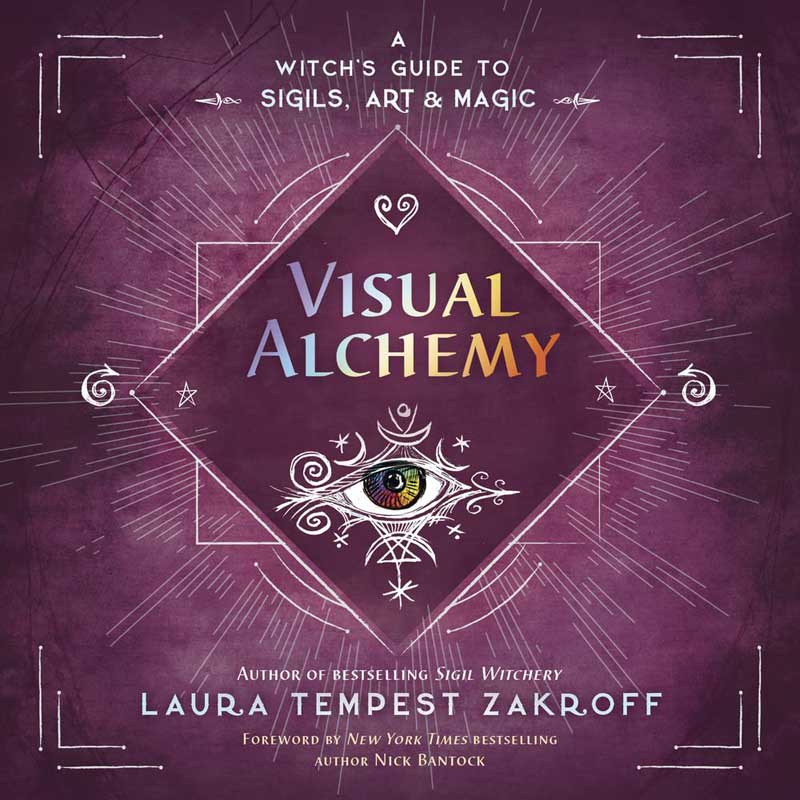 A
WITCH'S GUIDE TO
SIGILS, ART & MAGIC
VISUAL
ALCHEMY
AUTHOR OF BESTSELLING SIGIL WITCHERY
LAURA TEMPEST ZAKROFF
FOREWORD BY NEW YORK TIMES BESTSELLING
AUTHOR NICK BANTOCK